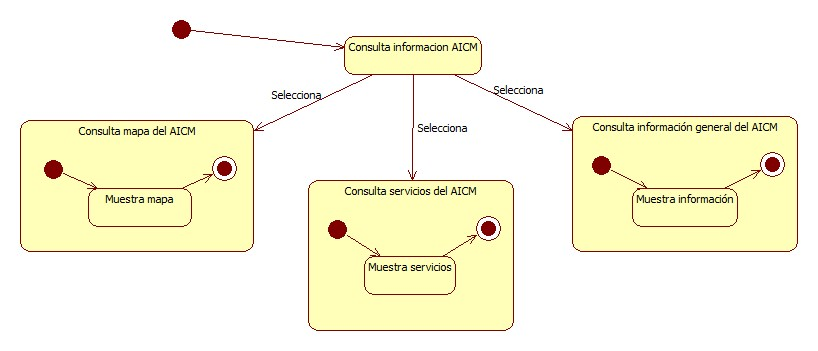 Consulta informacion AICM
Selecciona
Selecciona
Selecciona
Consulta mapa del AICM
Muestra mapa
Consulta servicios del AICM
Muestra servicios
Consulta información general del AICM
Muestra información